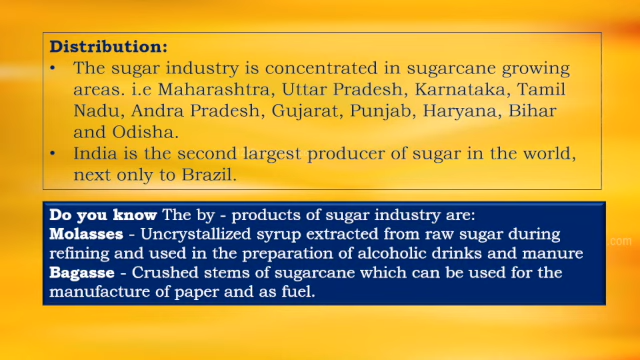 Distribution:
• The sugar industry is concentrated in sugarcane growing
areas. i.e Maharashtra, Uttar Pradesh, Karnataka, Tamil
Nadu, Andra Pradesh, Gujarat, Punjab, Haryana, Bihar
and Odisha.
• India is the second largest producer of sugar in the world,
next only to Brazil.
Do you know The by - products of sugar industry are:
Molasses - Uncrystallized syrup extracted from raw sugar during
refining and used in the preparation of alcoholic drinks and manure
Bagasse - Crushed stems of sugarcane which can be used for the
manufacture of paper and as fuel.